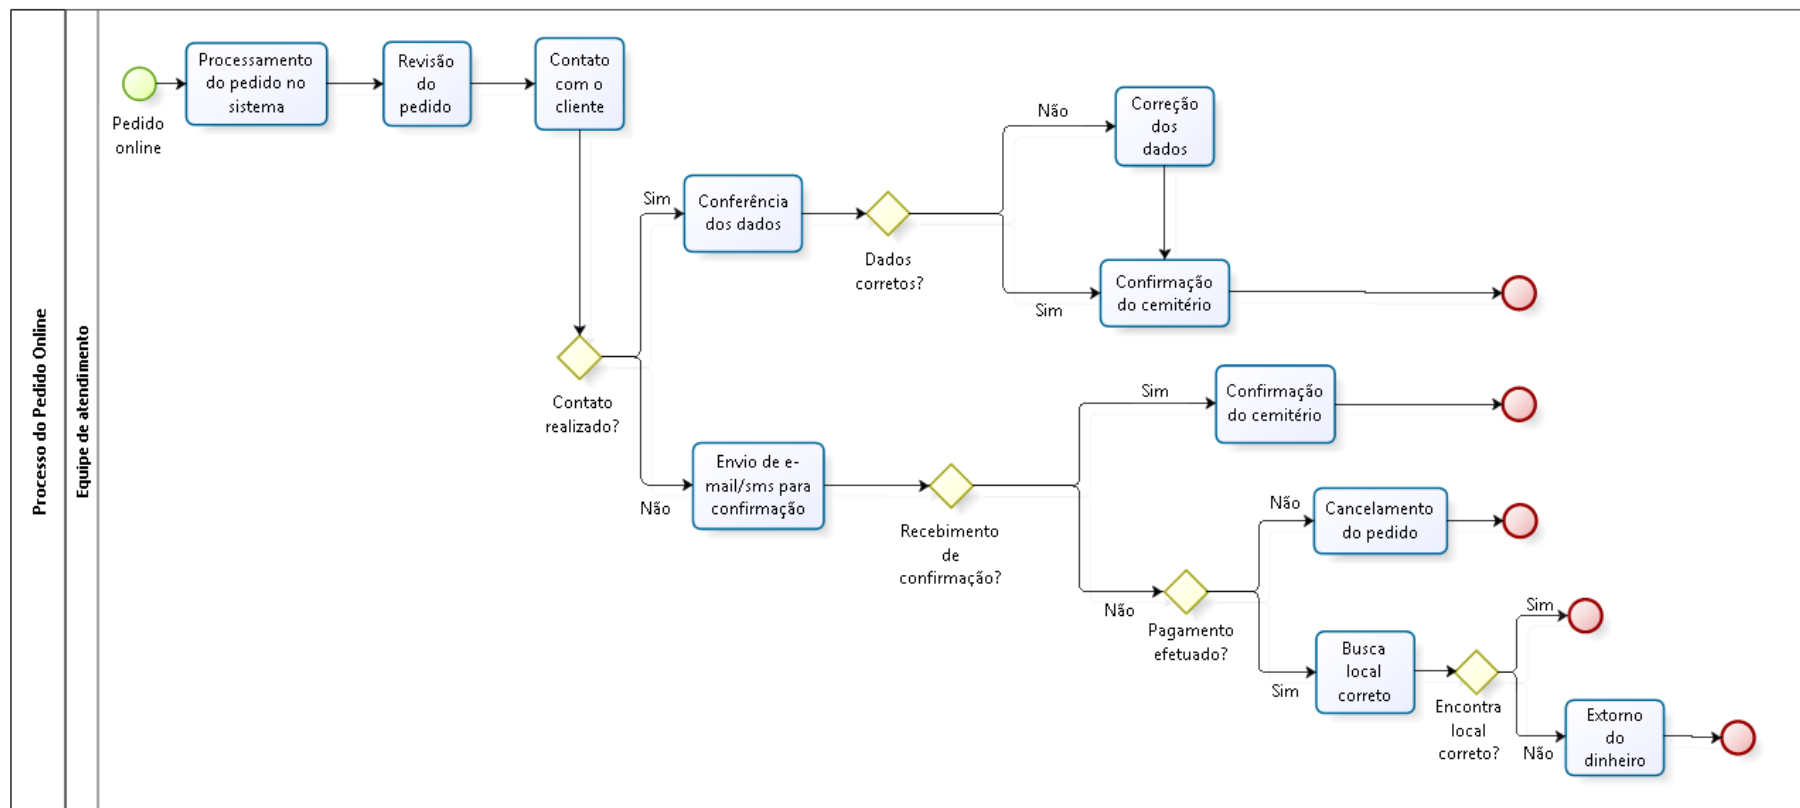 Processo do Pedido Online
Equipe de atendimento
Pedido
online
Processamento
do pedido no
sistema
Revisão
do
pedido
Contato
com o
cliente
Contato
realizado?
Sim
Conferência
dos dados
Dados
corretos?
Não
Correção
dos
dados
Sim
Confirmação
do cemitério
Não
Envio de e-
mail/sms para
confirmação
Recebimento
de
confirmação?
Sim
Confirmação
do cemitério
Não
Pagamento
efetuado?
Não
Cancelamento
do pedido
Sim
Busca
local
correto
Encontra
local
correto?
Sim
Não
Extorno
do
dinheiro